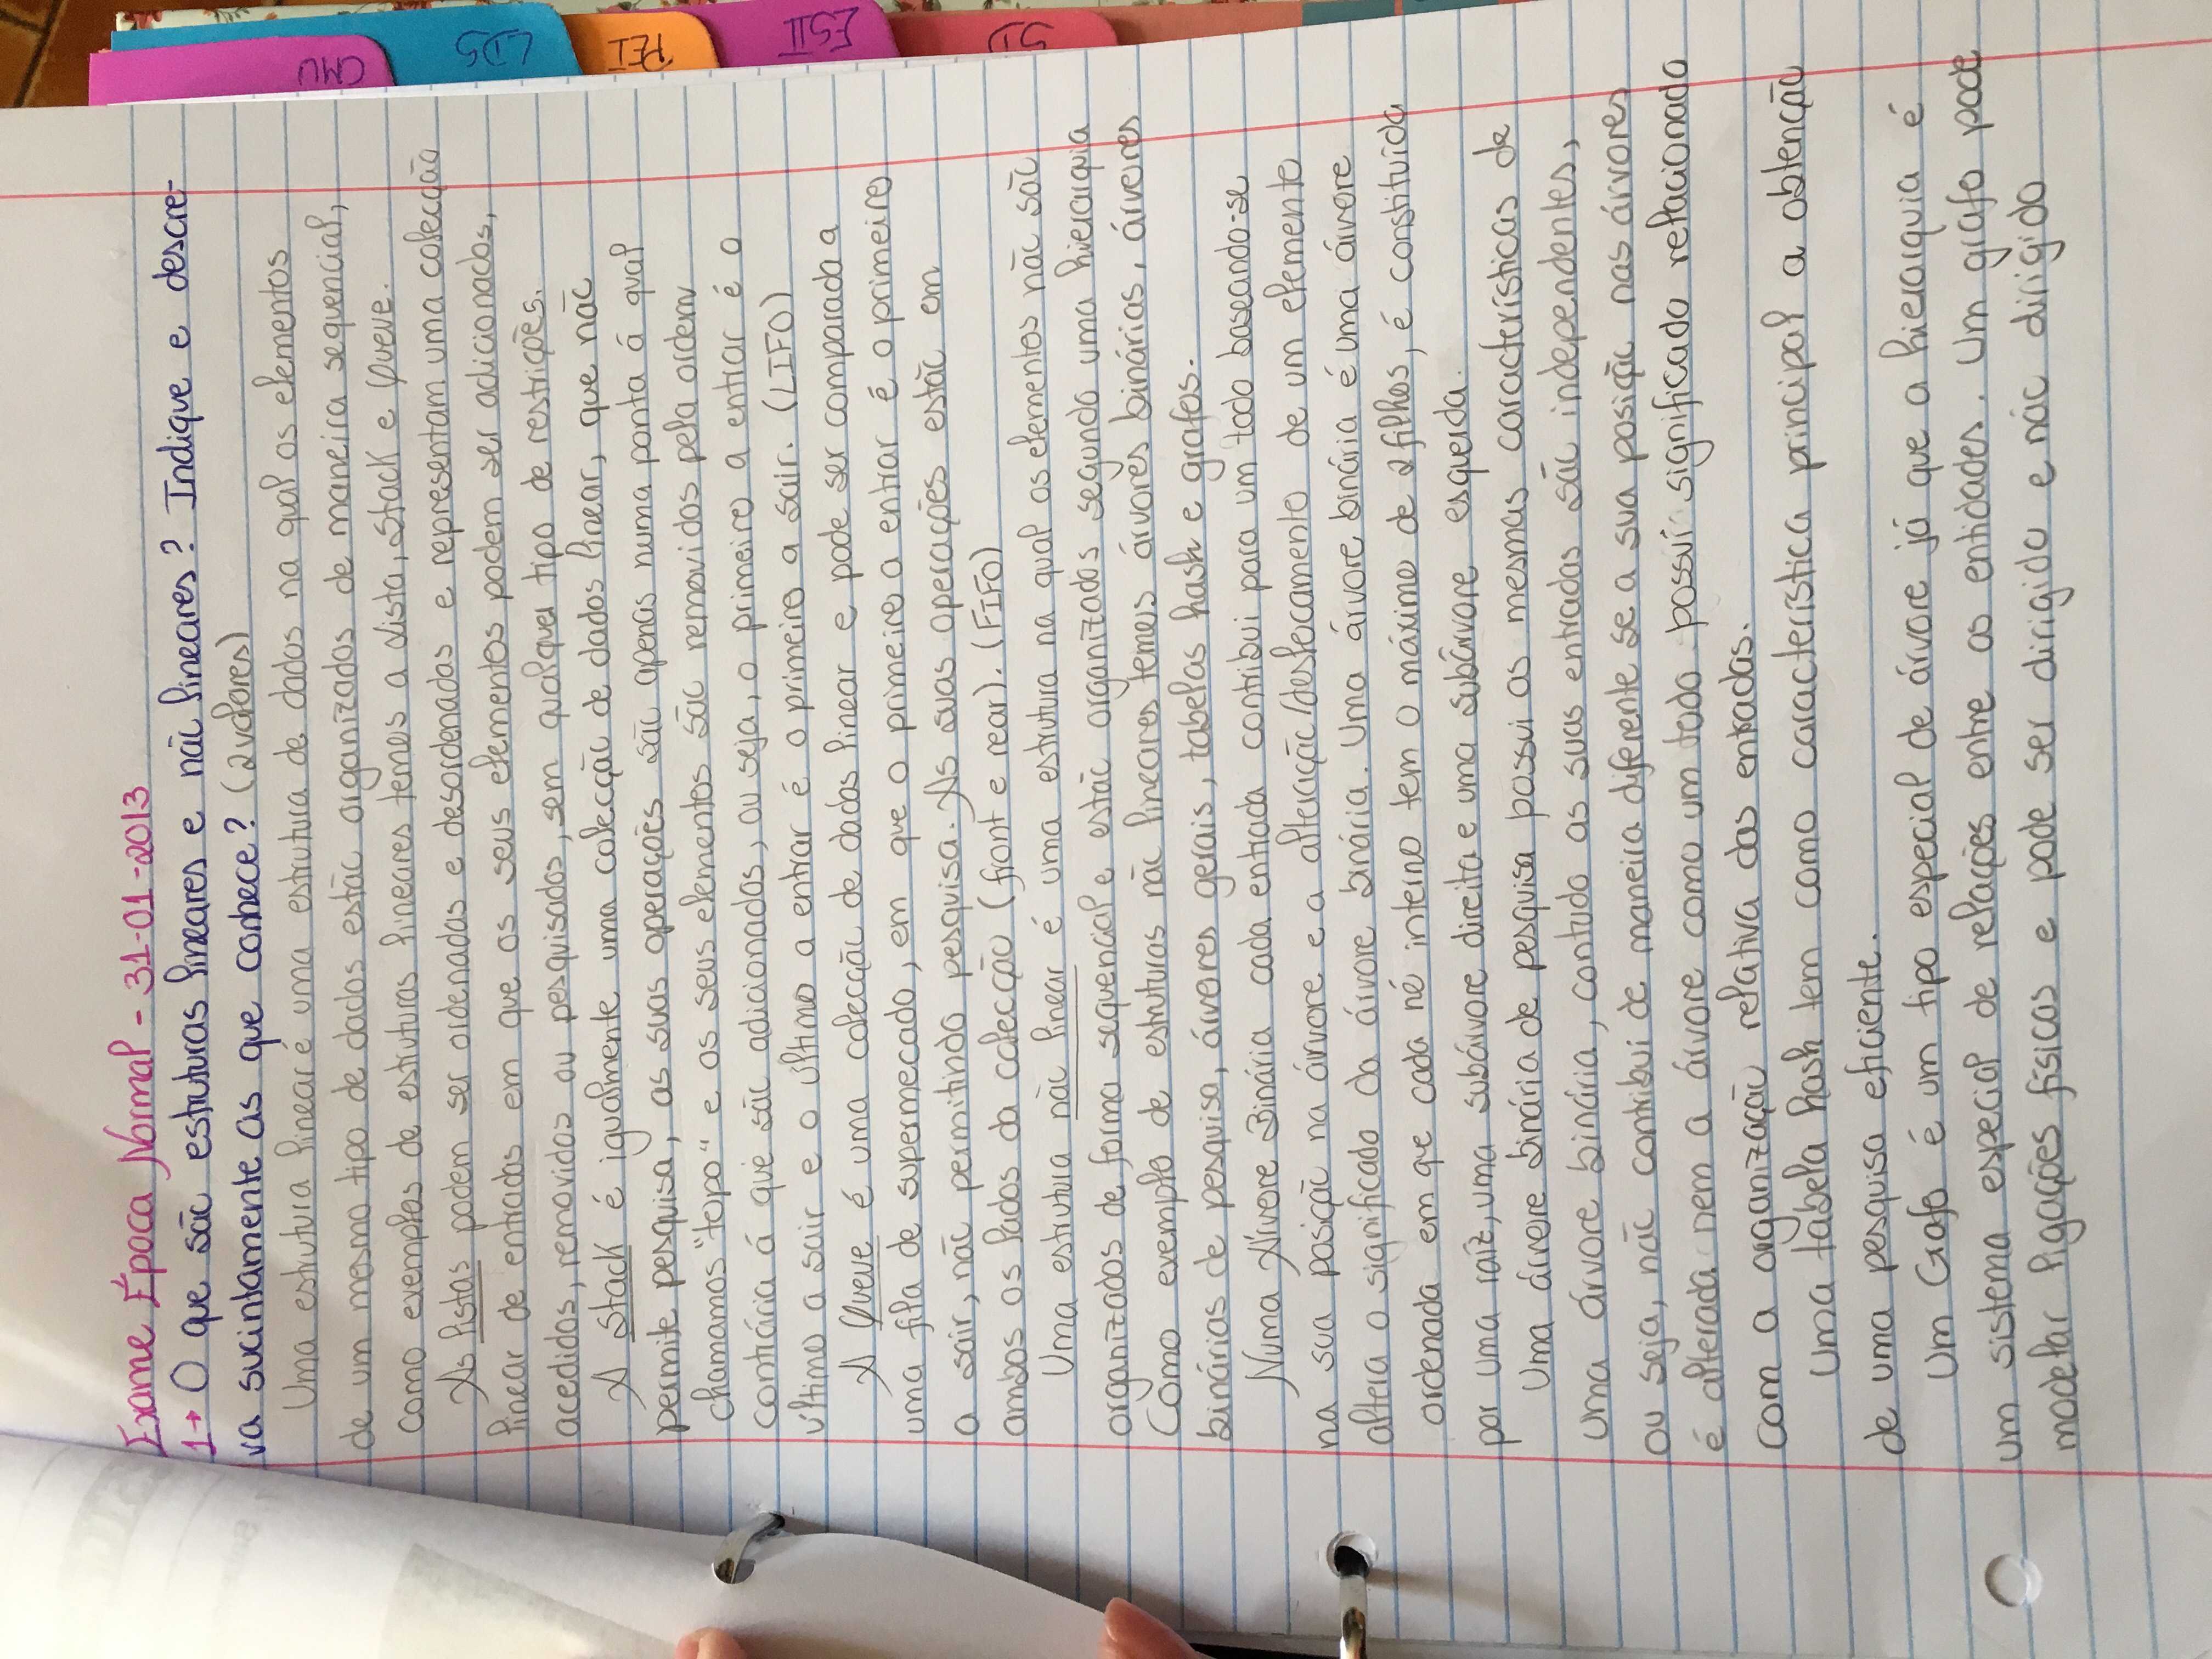 Exame Época Normal - 31-01-2013
1→ O que são estruturas lineares e não lineares? Indique e descre-
va sucintamente as que conhece? (2valores)
Uma estrutura linear é uma estrutura de dados na qual os elementos
de um mesmo tipo de dados estão organizados de maneira sequencial,
como exemplos de estruturas lineares temos a Lista, Stack e Queue.
As listas podem ser ordenadas e desordenadas e representam uma colecção
linear de entradas em que os seus elementos podem ser adicionados,
acedidos, removidos ou pesquisados, sem qualquer tipo de restrições.
A Stack é igualmente uma colecção de dados linear, que não
permite pesquisa, as suas operações são apenas numa ponta á qual
chamamos "topo" e os seus elementos são removidos pela ordem
contrária á que são adicionados, ou seja, o primeiro a entrar é o
último a sair e o último a entrar é o primeiro a sair. (LIFO)
A Queue é uma colecção de dados linear e pode ser comparada a
uma fila de supermecado, em que o primeiro a entrar é o primeiro
a sair, não permitindo pesquisa. As suas operações estão em
ambos os lados da colecção (front e rear). (FIFO)
Uma estrutura não linear é uma estrutura na qual os elementos não são
organizados de forma sequencial e estão organizados segundo uma hierarquia
Como exemplo de estruturas não lineares temos árvores binárias, árvores
binárias de pesquisa, árvores gerais, tabelas hash e grafos.
Numa Árvore Binária cada entrada contribui para um todo baseando-se
na sua posição na árvore e a alteração/deslocamento de um elemento
altera o significado da árvore binária. Uma árvore binária é uma árvore
ordenada em que cada nó interno tem o máximo de 2 filhos, é constituída
por uma raíz, uma subárvore direita e uma subárvore esquerda.
Uma árvore binária de pesquisa possui as mesmas características de
uma árvore binária, contudo as suas entradas são independentes,
ou seja, não contribui de maneira diferente se a sua posição nas árvores
é alterada nem a árvore como um todo possuí significado relacionado
com a organização relativa das entradas.
Uma tabela hash tem como característica principal a obtenção
de uma pesquisa eficiente.
Um Grafo é um tipo especial de árvore já que a hierarquia é
um sistema especial de relações entre as entidades. Um grafo pode
modelar ligações físicas e pode ser dirigido e não dirigido
CMU
LDS
PEI
ESII
SD